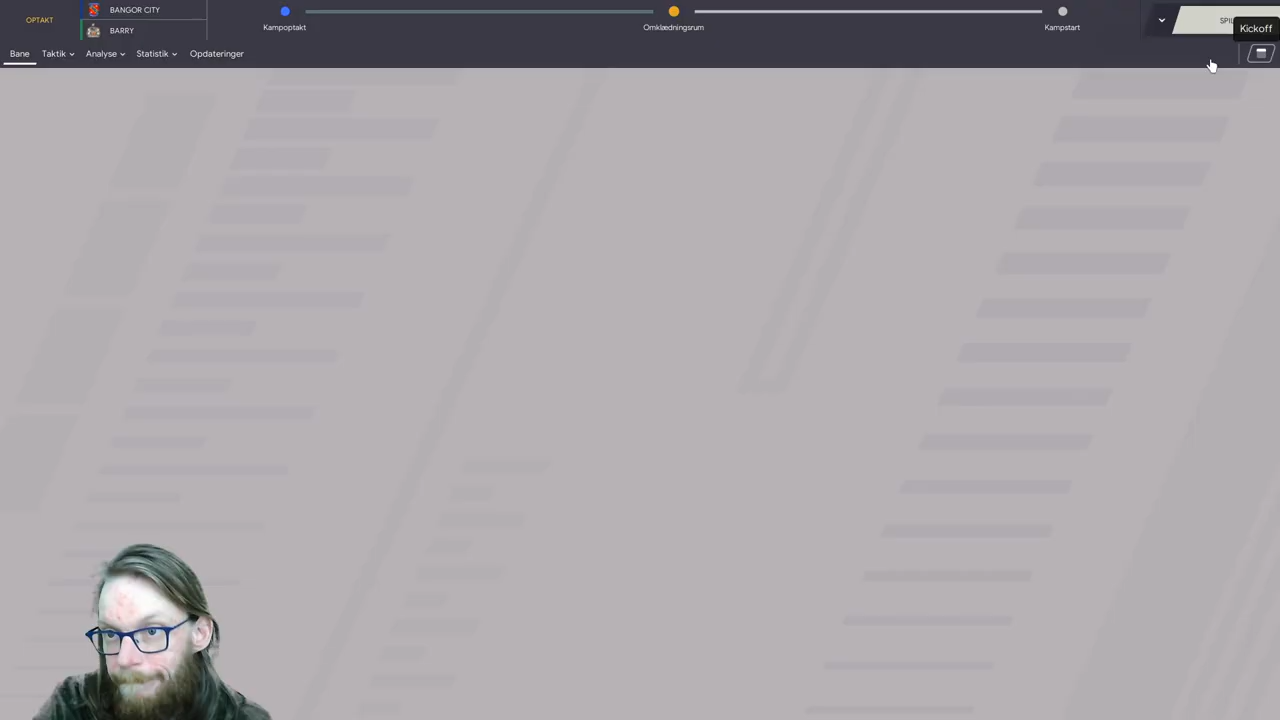 OPTAKT
BANGOR CITY
BARRY
Kampoptakt
Omklædningsrum
Kampstart
Kickoff
Bane
Taktik
Analyse
Statistik
Opdateringer